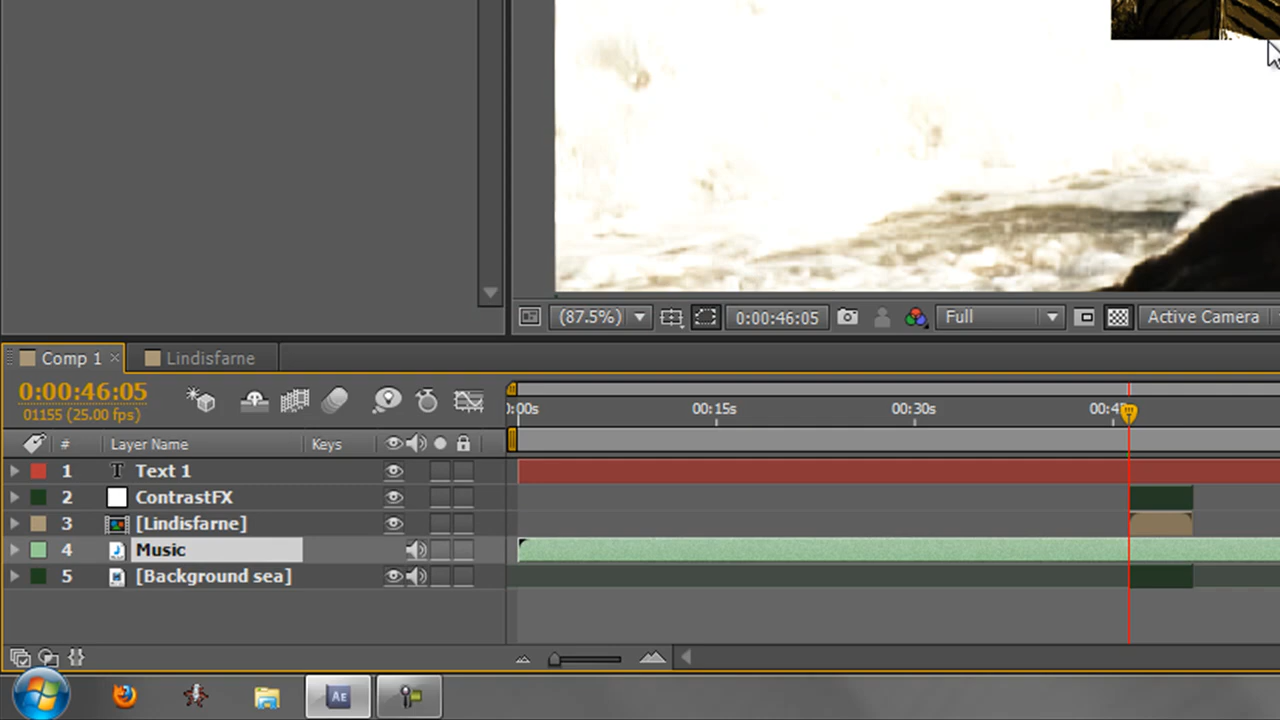 (87.5%) 0:00:46:05 Full Active Camera
Comp 1 × Lindisfarne
0:00:46:05
01155 (25.00 fps)
:00s 00:15s 00:30s 00:4
# Layer Name Keys
1 T Text 1
2 ContrastFX
3 [Lindisfarne]
4 Music
5 [Background sea]
AE